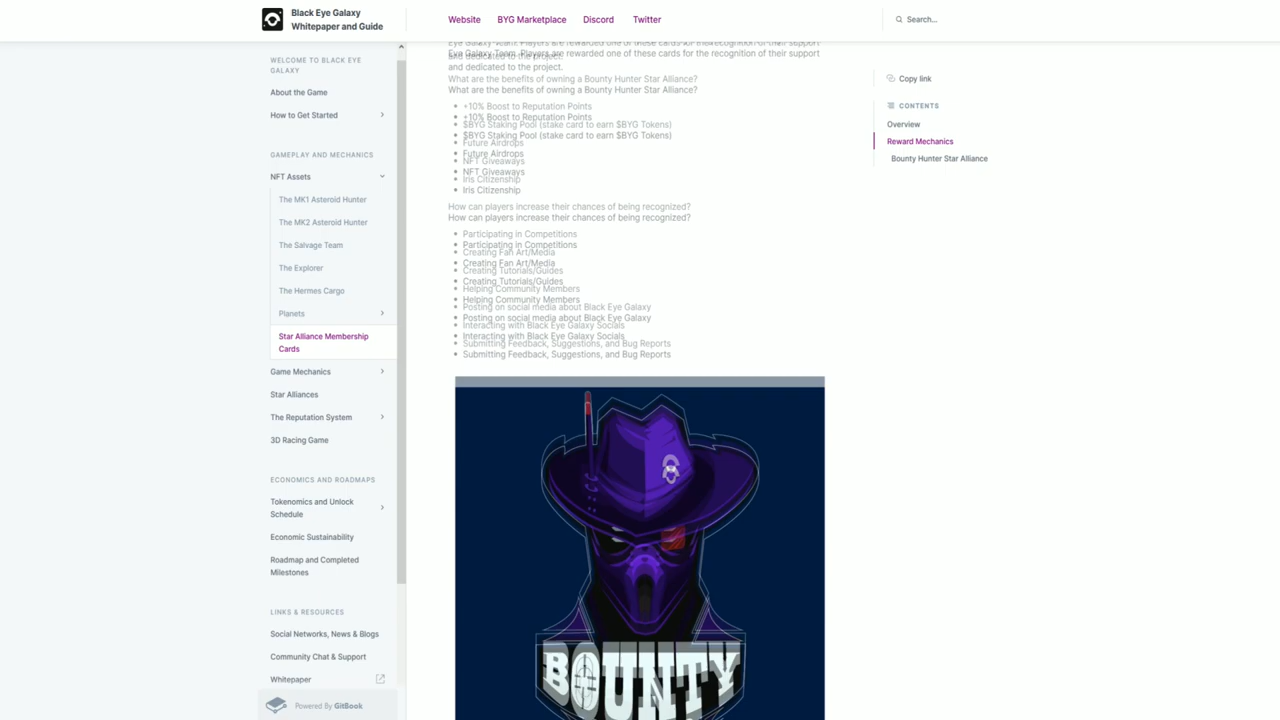 Black Eye Galaxy
Whitepaper and Guide
Website
BYG Marketplace
Discord
Twitter
Search...
WELCOME TO BLACK EYE
GALAXY
About the Game
How to Get Started
GAMEPLAY AND MECHANICS
NFT Assets
The MK1 Asteroid Hunter
The MK2 Asteroid Hunter
The Salvage Team
The Explorer
The Hermes Cargo
Planets
Star Alliance Membership
Cards
Game Mechanics
Star Alliances
The Reputation System
3D Racing Game
ECONOMICS AND ROADMAPS
Tokenomics and Unlock
Schedule
Economic Sustainability
Roadmap and Completed
Milestones
LINKS & RESOURCES
Social Networks, News & Blogs
Community Chat & Support
Whitepaper
Powered By GitBook
Eye Galaxy Team. Players are rewarded one of these cards for the recognition of their support
and dedicated to the project.
What are the benefits of owning a Bounty Hunter Star Alliance?
+10% Boost to Reputation Points
$BYG Staking Pool (stake card to earn $BYG Tokens)
Future Airdrops
NFT Giveaways
Iris Citizenship
How can players increase their chances of being recognized?
Participating in Competitions
Creating Fan Art/Media
Creating Tutorials/Guides
Helping Community Members
Posting on social media about Black Eye Galaxy
Interacting with Black Eye Galaxy Socials
Submitting Feedback, Suggestions, and Bug Reports
BOUNTY
Copy link
CONTENTS
Overview
Reward Mechanics
Bounty Hunter Star Alliance